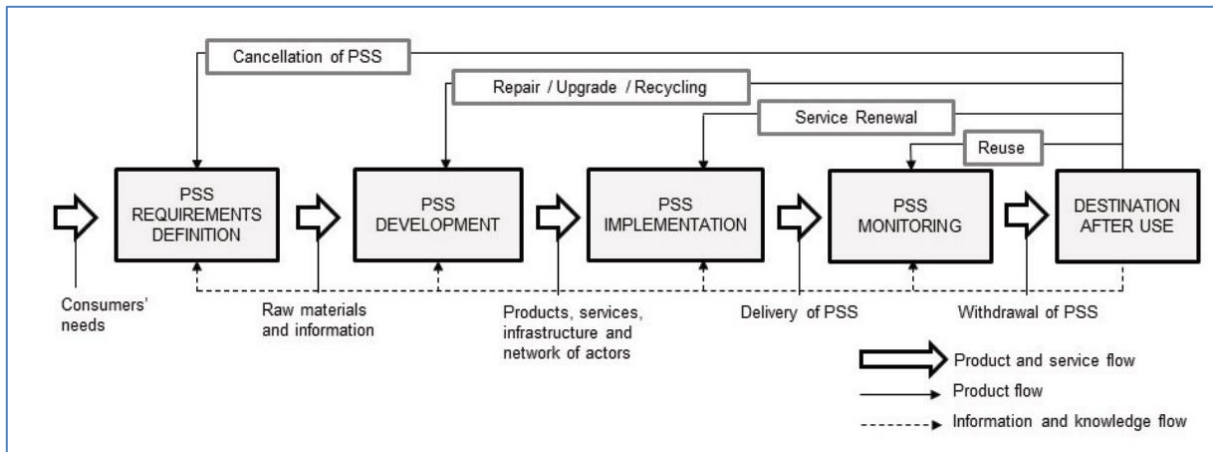 Cancellation of PSS
Repair / Upgrade / Recycling
Service Renewal
Reuse
PSS
REQUIREMENTS
DEFINITION
PSS
DEVELOPMENT
PSS
IMPLEMENTATION
PSS
MONITORING
DESTINATION
AFTER USE
Consumers'
needs
Raw materials
and information
Products, services,
infrastructure and
network of actors
Delivery of PSS
Withdrawal of PSS
Product and service flow
Product flow
Information and knowledge flow